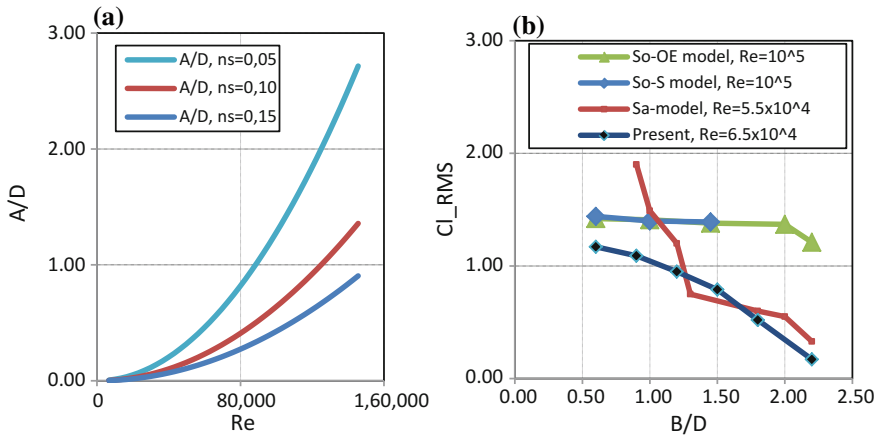 (a)
3.00
2.00
1.00
0.00
A/D
A/D, ns=0,05
A/D, ns=0,10
A/D, ns=0,15
0
80,000
1,60,000
Re
(b)
3.00
2.00
1.00
0.00
Cl_RMS
So-OE model, Re=10^5
So-S model, Re=10^5
Sa-model, Re=5.5x10^4
Present, Re=6.5x10^4
0.00
0.50
1.00
1.50
2.00
2.50
B/D